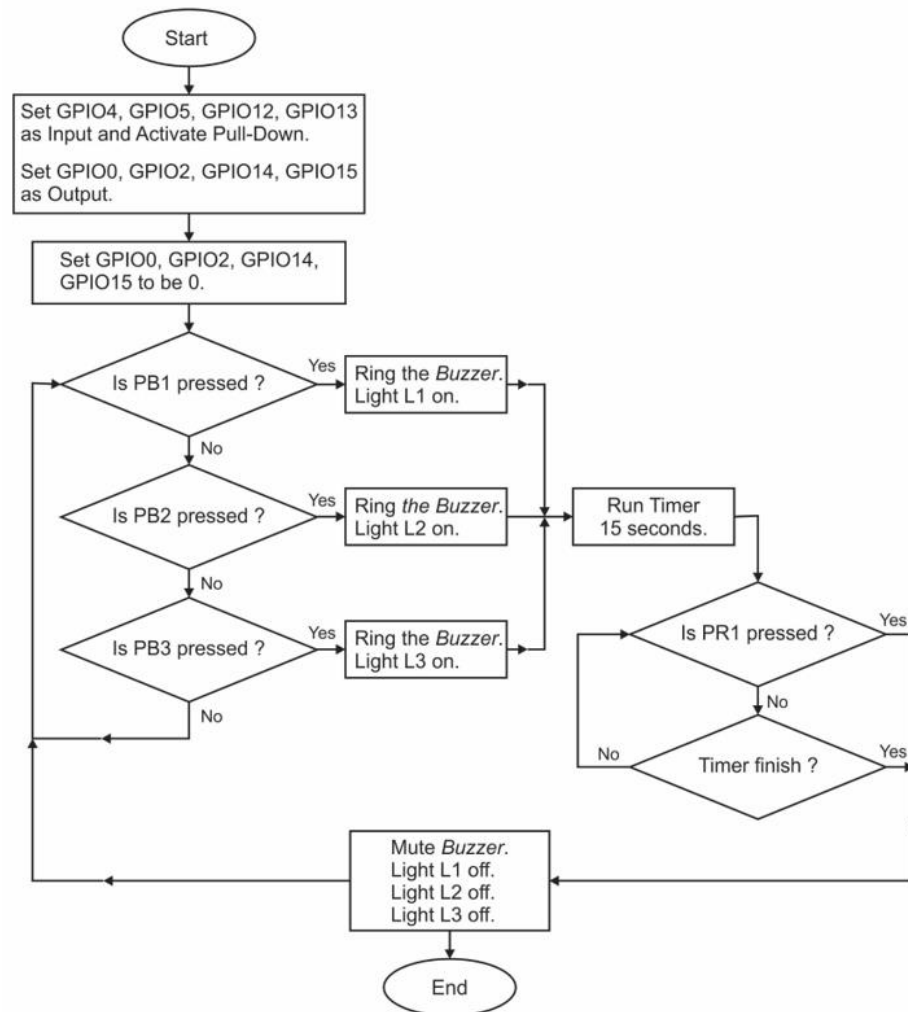 Start
Set GPIO4, GPIO5, GPIO12, GPIO13
as Input and Activate Pull-Down.
Set GPIO0, GPIO2, GPIO14, GPIO15
as Output.
Set GPIO0, GPIO2, GPIO14,
GPIO15 to be 0.
Is PB1 pressed ?
Yes
Ring the Buzzer.
Light L1 on.
No
Is PB2 pressed ?
Yes
Ring the Buzzer.
Light L2 on.
Run Timer
15 seconds.
No
Is PB3 pressed ?
Yes
Ring the Buzzer.
Light L3 on.
No
Is PR1 pressed ?
Yes
No
Timer finish ?
Yes
No
Mute Buzzer.
Light L1 off.
Light L2 off.
Light L3 off.
End